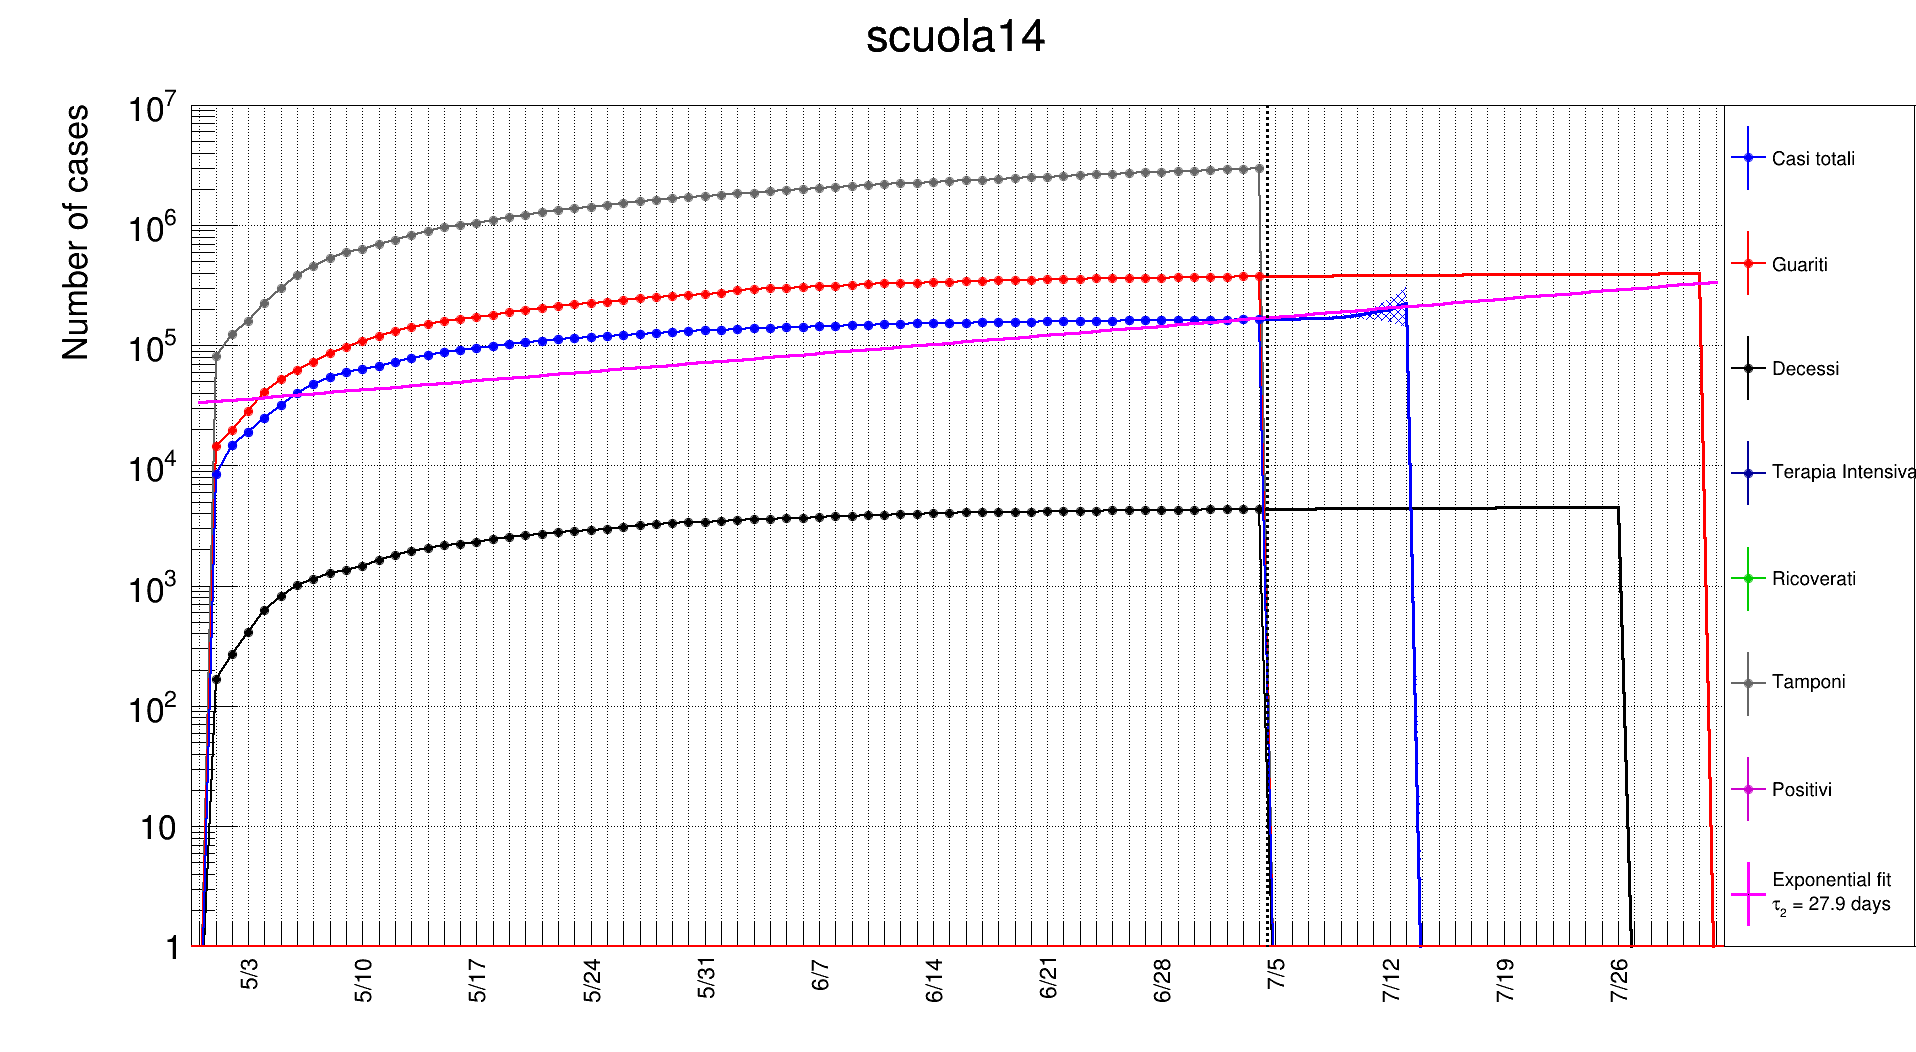 scuola14
Number of cases
10^7
10^6
10^5
10^4
10^3
10^2
10
1
5/3
5/10
5/17
5/24
5/31
6/7
6/14
6/21
6/28
7/5
7/12
7/19
7/26
Casi totali
Guariti
Decessi
Terapia Intensiva
Ricoverati
Tamponi
Positivi
Exponential fit
τ₂ = 27.9 days